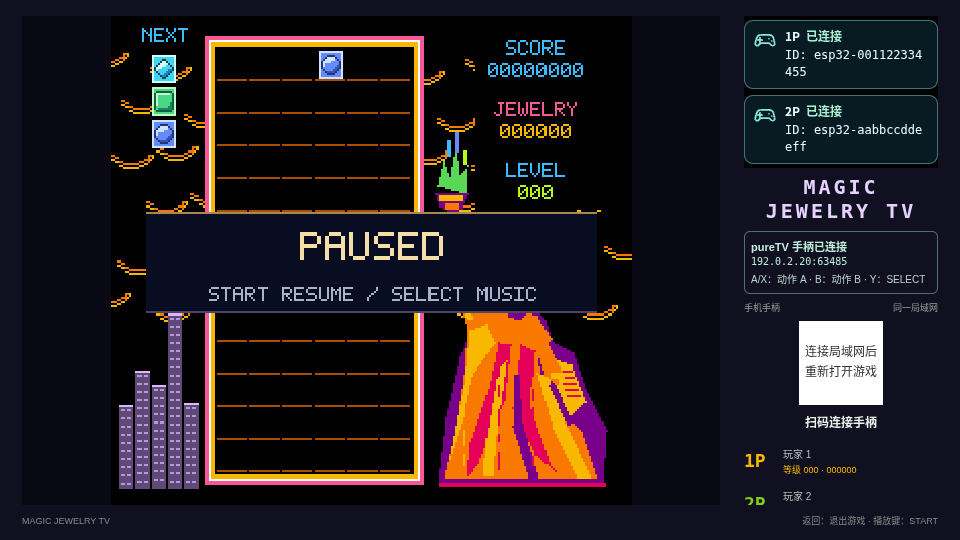 NEXT
SCORE
00000000
JEWELRY
000000
LEVEL
000
PAUSED
START RESUME / SELECT MUSIC
1P 已连接
ID: esp32-001122334
455
2P 已连接
ID: esp32-aabbccdde
eff
MAGIC
JEWELRY TV
pureTV 手柄已连接
192.0.2.20:63485
A/X：动作 A · B：动作 B · Y：SELECT
手机手柄 同一局域网
连接局域网后
重新打开游戏
扫码连接手柄
1P 玩家 1
等级 000 · 000000
2P 玩家 2
MAGIC JEWELRY TV
返回：退出游戏 · 播放键：START